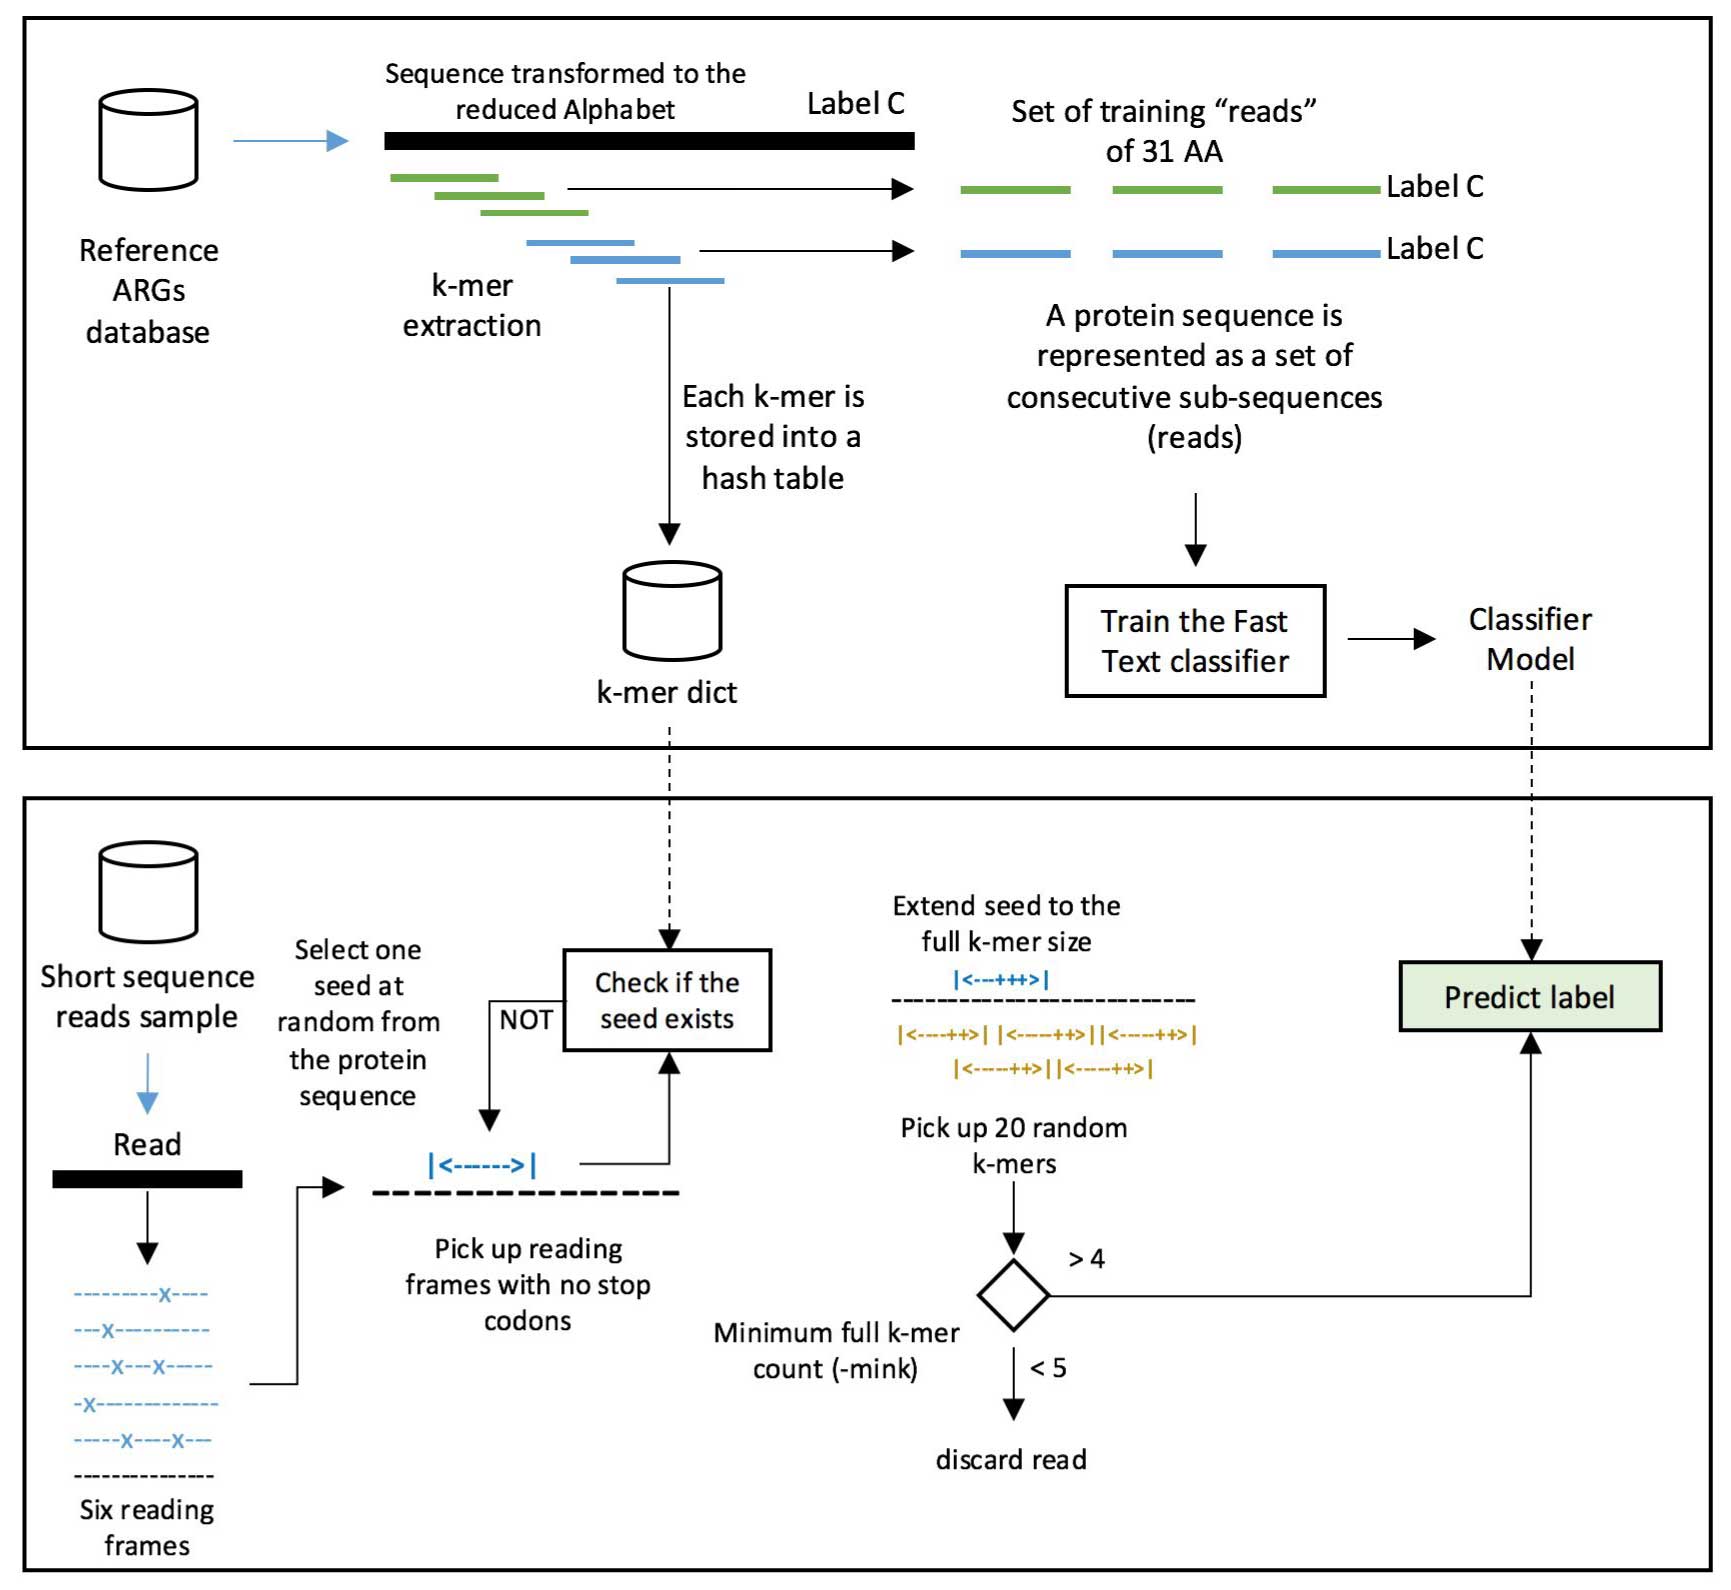 Sequence transformed to the
reduced Alphabet
Label C
Set of training “reads”
of 31 AA
Label C
Label C
Reference
ARGs
database
k-mer
extraction
A protein sequence is
represented as a set of
consecutive sub-sequences
(reads)
Each k-mer is
stored into a
hash table
k-mer dict
Train the Fast
Text classifier
Classifier
Model
Short sequence
reads sample
Read
Six reading
frames
Select one
seed at
random from
the protein
sequence
NOT
Check if the
seed exists
|<------>|
Pick up reading
frames with no stop
codons
Extend seed to the
full k-mer size
|<---+++>|
|<----++>| |<-----++>||<-----++>|
|<-----++>||<-----++>|
Pick up 20 random
k-mers
> 4
Minimum full k-mer
count (-mink)
< 5
discard read
Predict label
---------x----
---x----------
----x---x-----
-x------------
-----x----x---